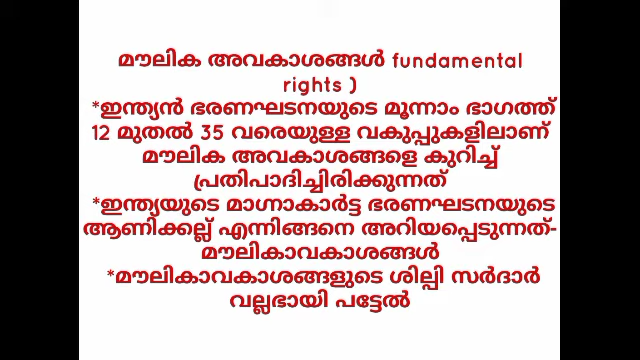 മൗലിക അവകാശങ്ങൾ fundamental
rights )
*ഇന്ത്യൻ ഭരണഘടനയുടെ മൂന്നാം ഭാഗത്ത്
12 മുതൽ 35 വരെയുള്ള വകുപ്പുകളിലാണ്
മൗലിക അവകാശങ്ങളെ കുറിച്ച്
പ്രതിപാദിച്ചിരിക്കുന്നത്
*ഇന്ത്യയുടെ മാഗ്നാകാർട്ട ഭരണഘടനയുടെ
ആണിക്കല്ല് എന്നിങ്ങനെ അറിയപ്പെടുന്നത്-
മൗലികാവകാശങ്ങൾ
*മൗലികാവകാശങ്ങളുടെ ശില്പി സർദാർ
വല്ലഭായി പട്ടേൽ